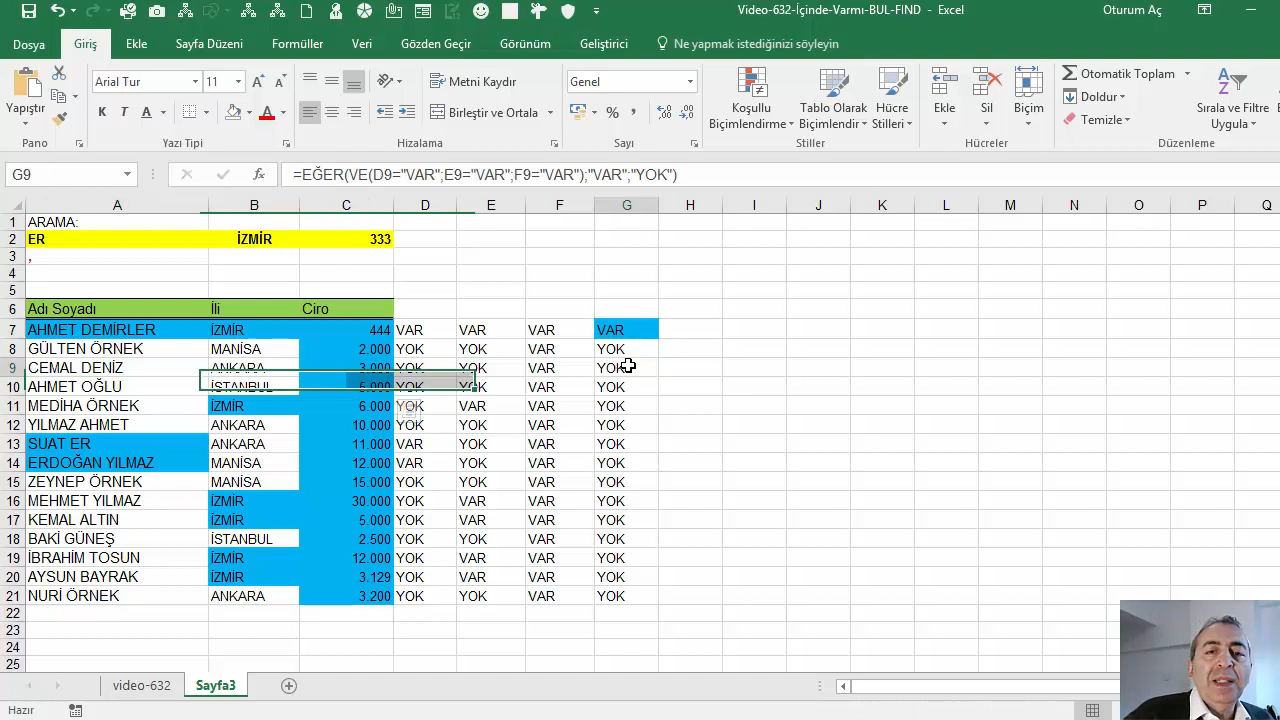 Video-632-İçinde-Varmı-BUL-FIND - Excel
Oturum Aç
Dosya Giriş Ekle Sayfa Düzeni Formüller Veri Gözden Geçir Görünüm Geliştirici Ne yapmak istediğinizi söyleyin
Yapıştır
Pano
Arial Tur 11
K T A
Yazı Tipi
Metni Kaydır
Birleştir ve Ortala
Hizalama
Genel
%
Sayı
Koşullu Biçimlendirme
Tablo Olarak Biçimlendir
Hücre Stilleri
Stiller
Ekle Sil Biçim
Hücreler
Otomatik Toplam
Doldur
Temizle
Sırala ve Filtre Uygula
Düzenleme
G9 fx =EĞER(VE(D9="VAR";E9="VAR";F9="VAR");"VAR";"YOK")
A B C D E F G H I J K L M N O P Q
1 ARAMA:
2 ER İZMİR 333
3 ,
4
5
6 Adı Soyadı İli Ciro
7 AHMET DEMİRLER İZMİR 444 VAR VAR VAR VAR
8 GÜLTEN ÖRNEK MANİSA 2.000 YOK YOK VAR YOK
9 CEMAL DENİZ ANKARA 3.000 YOK YOK VAR YOK
10 AHMET OĞLU İSTANBUL 5.000 YOK YOK VAR YOK
11 MEDİHA ÖRNEK İZMİR 6.000 YOK VAR VAR YOK
12 YILMAZ AHMET ANKARA 10.000 YOK YOK VAR YOK
13 SUAT ER ANKARA 11.000 VAR YOK VAR YOK
14 ERDOĞAN YILMAZ MANİSA 12.000 VAR YOK VAR YOK
15 ZEYNEP ÖRNEK MANİSA 15.000 YOK YOK VAR YOK
16 MEHMET YILMAZ İZMİR 30.000 YOK VAR VAR YOK
17 KEMAL ALTIN İZMİR 5.000 YOK VAR VAR YOK
18 BAKİ GÜNEŞ İSTANBUL 2.500 YOK YOK VAR YOK
19 İBRAHİM TOSUN İZMİR 12.000 YOK VAR VAR YOK
20 AYSUN BAYRAK İZMİR 3.129 YOK VAR VAR YOK
21 NURİ ÖRNEK ANKARA 3.200 YOK YOK VAR YOK
22
23
24
25
video-632 Sayfa3
Hazır